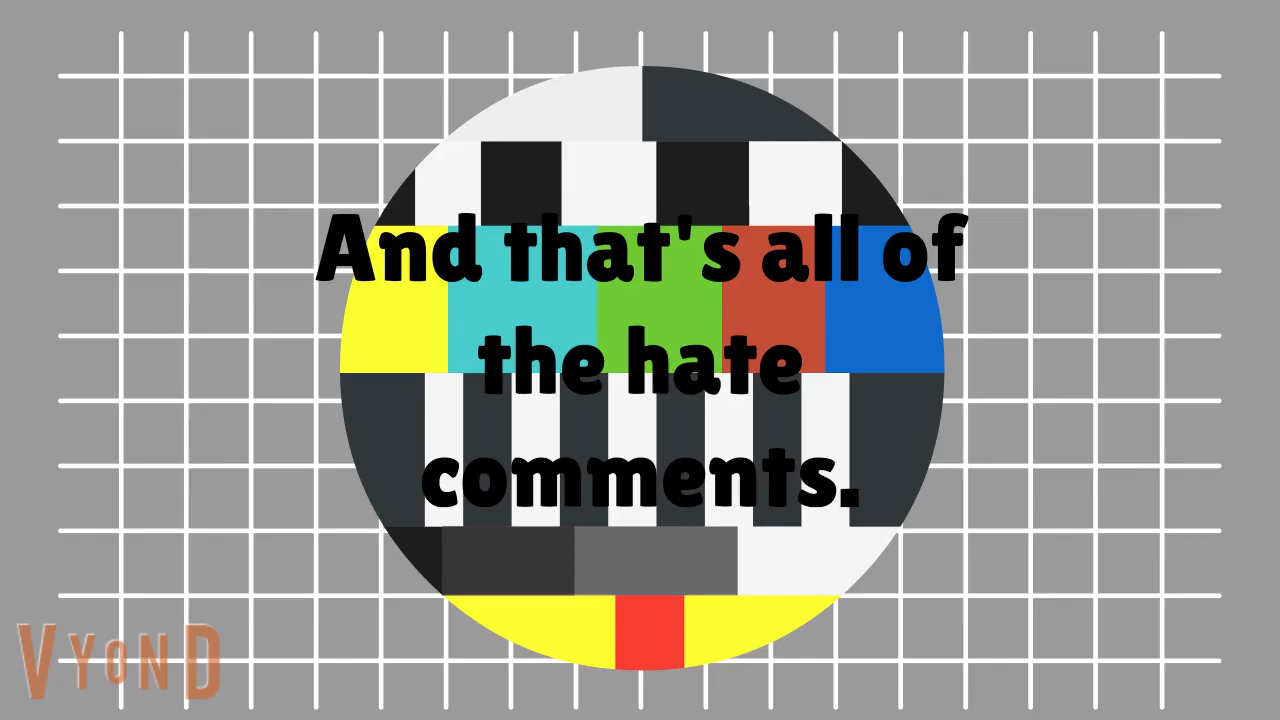 And that's all of
the hate
comments.
VYOND